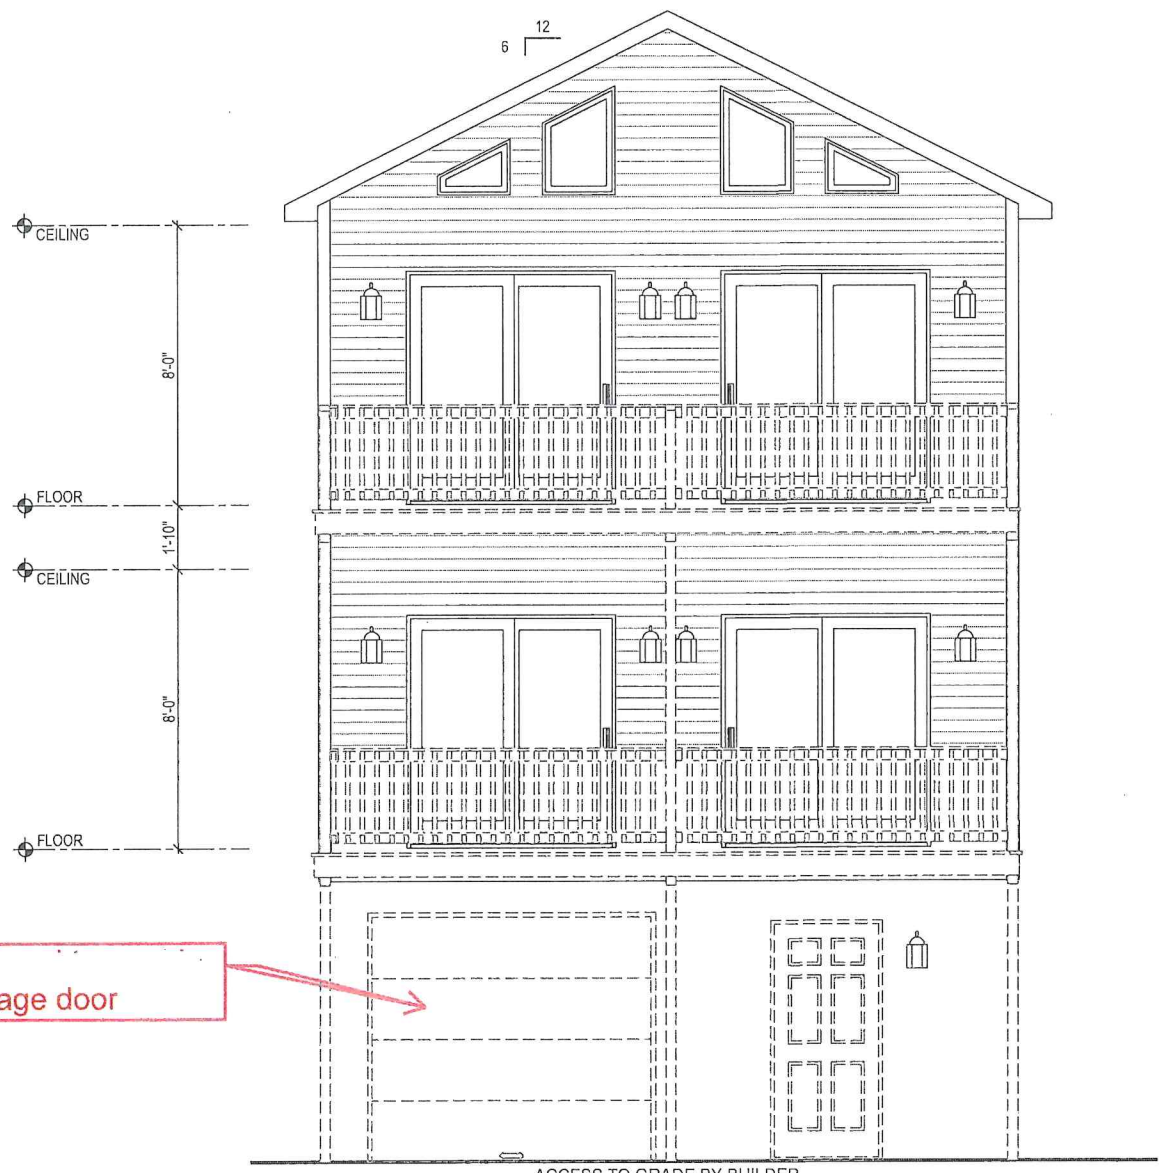 12
6
CEILING
8'-0"
FLOOR
1'-10"
CEILING
8'-0"
FLOOR
age door
ACCESS TO GRADE BY BUILDER